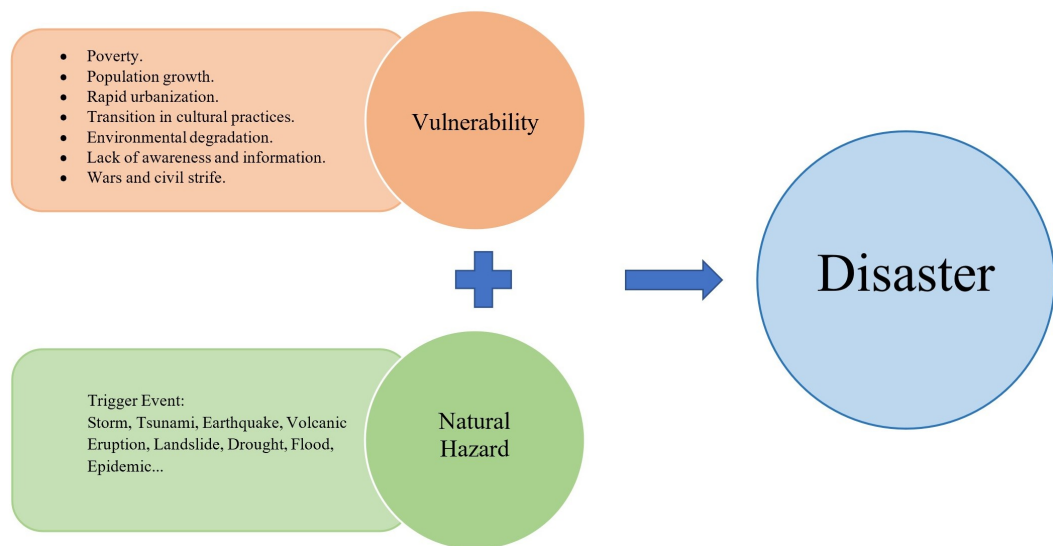 • Poverty.
• Population growth.
• Rapid urbanization.
• Transition in cultural practices.
• Environmental degradation.
• Lack of awareness and information.
• Wars and civil strife.
Vulnerability
Trigger Event:
Storm, Tsunami, Earthquake, Volcanic
Eruption, Landslide, Drought, Flood,
Epidemic...
Natural
Hazard
Disaster